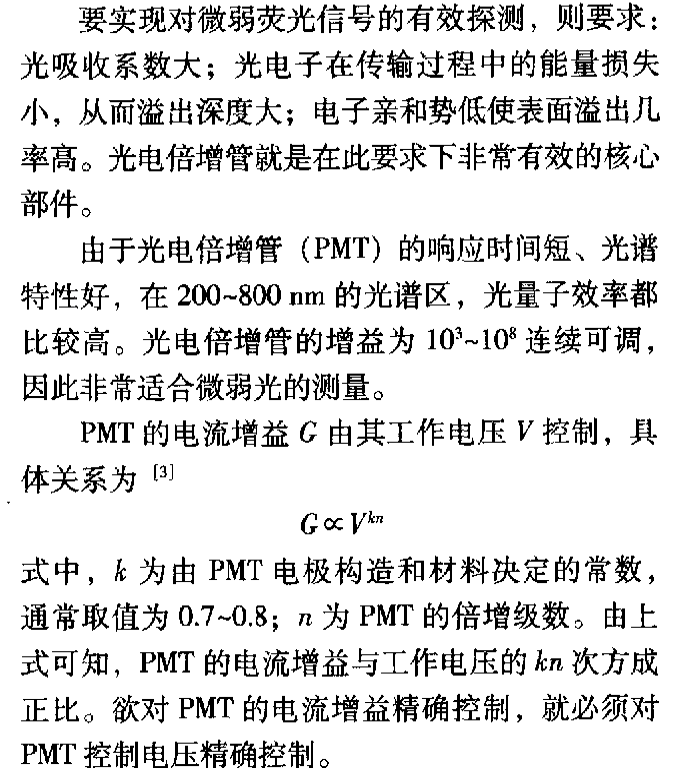 要实现对微弱荧光信号的有效探测，则要求：
光吸收系数大；光电子在传输过程中的能量损失
小，从而溢出深度大；电子亲和势低使表面溢出几
率高。光电倍增管就是在此要求下非常有效的核心
部件。
由于光电倍增管（PMT）的响应时间短、光谱
特性好，在 200~800 nm 的光谱区，光量子效率都
比较高。光电倍增管的增益为 10³~10⁸ 连续可调，
因此非常适合微弱光的测量。
PMT 的电流增益 G 由其工作电压 V 控制，具
体关系为 [3]
G∝Vᵏⁿ
式中，k 为由 PMT 电极构造和材料决定的常数，
通常取值为 0.7~0.8；n 为 PMT 的倍增级数。由上
式可知，PMT 的电流增益与工作电压的 kn 次方成
正比。欲对 PMT 的电流增益精确控制，就必须对
PMT 控制电压精确控制。